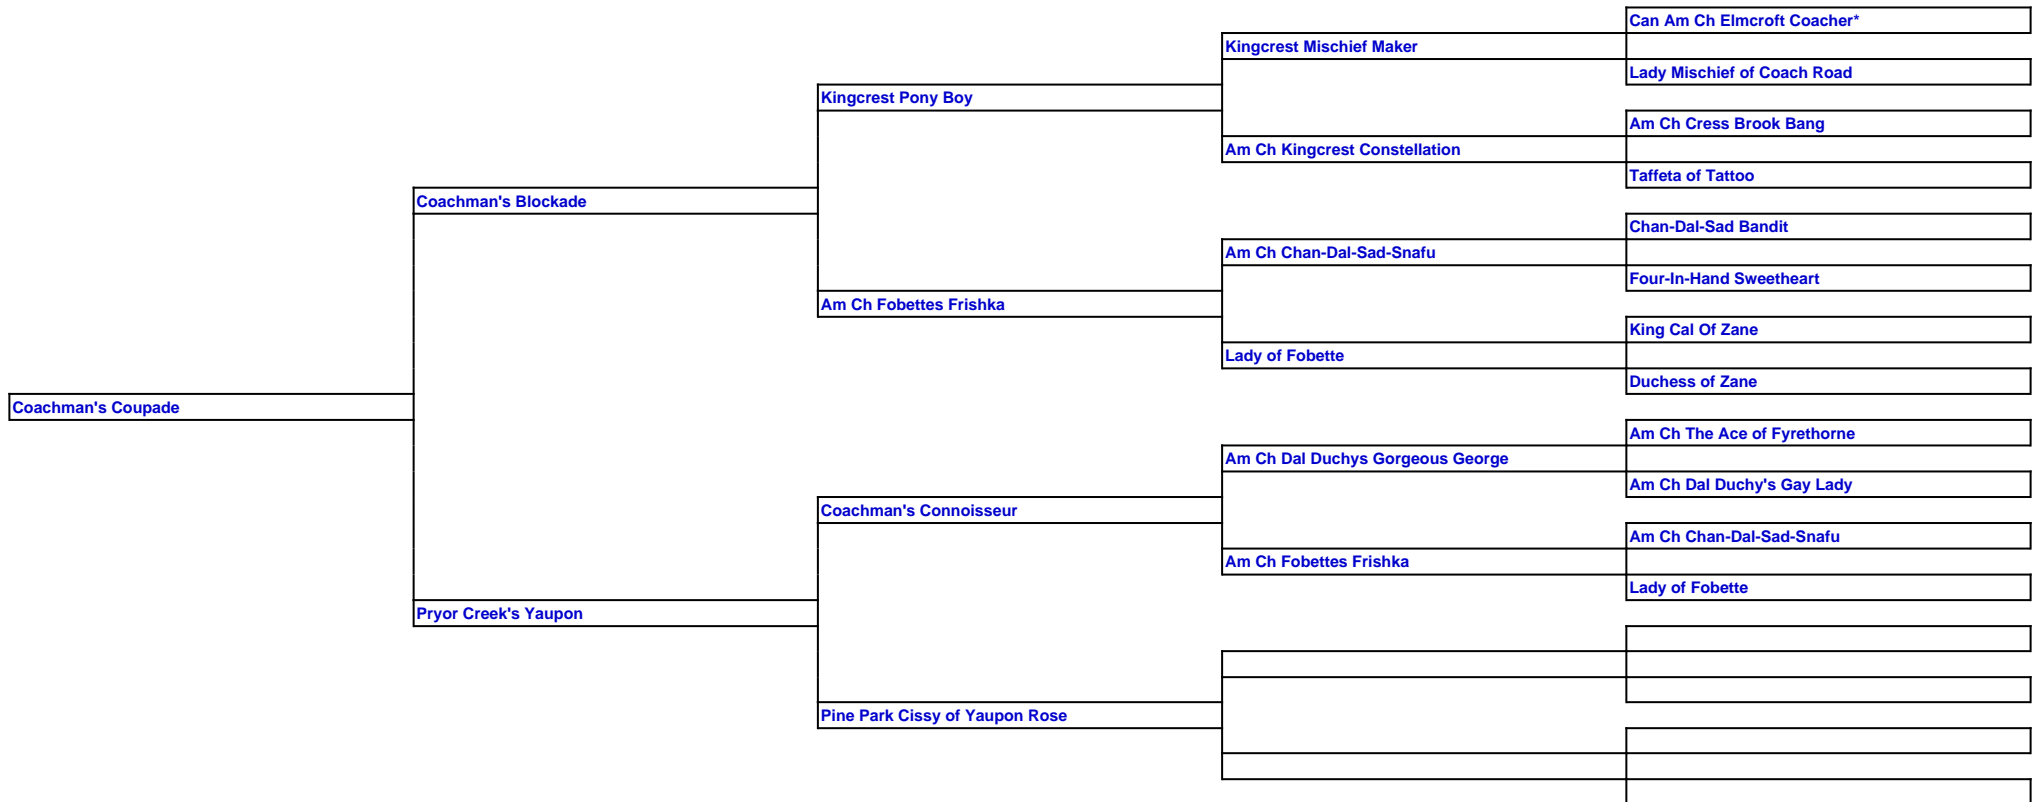 Can Am Ch Elmcroft Coacher*
Kingcrest Mischief Maker
Lady Mischief of Coach Road
Kingcrest Pony Boy
Am Ch Cress Brook Bang
Am Ch Kingcrest Constellation
Taffeta of Tattoo
Coachman's Blockade
Chan-Dal-Sad Bandit
Am Ch Chan-Dal-Sad-Snafu
Four-In-Hand Sweetheart
Am Ch Fobettes Frishka
King Cal Of Zane
Lady of Fobette
Duchess of Zane
Coachman's Coupade
Am Ch The Ace of Fyrethorne
Am Ch Dal Duchys Gorgeous George
Am Ch Dal Duchy's Gay Lady
Coachman's Connoisseur
Am Ch Chan-Dal-Sad-Snafu
Am Ch Fobettes Frishka
Lady of Fobette
Pryor Creek's Yaupon
Pine Park Cissy of Yaupon Rose